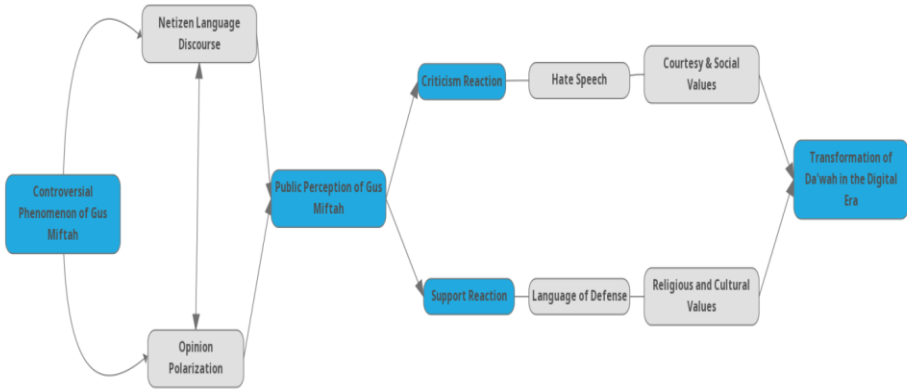 Netizen Language
Discourse
Controversial
Phenomenon of Gus
Miftah
Opinion
Polarization
Public Perception of Gus
Miftah
Criticism Reaction
Hate Speech
Courtesy & Social
Values
Support Reaction
Language of Defense
Religious and Cultural
Values
Transformation of
Da'wah in the Digital
Era